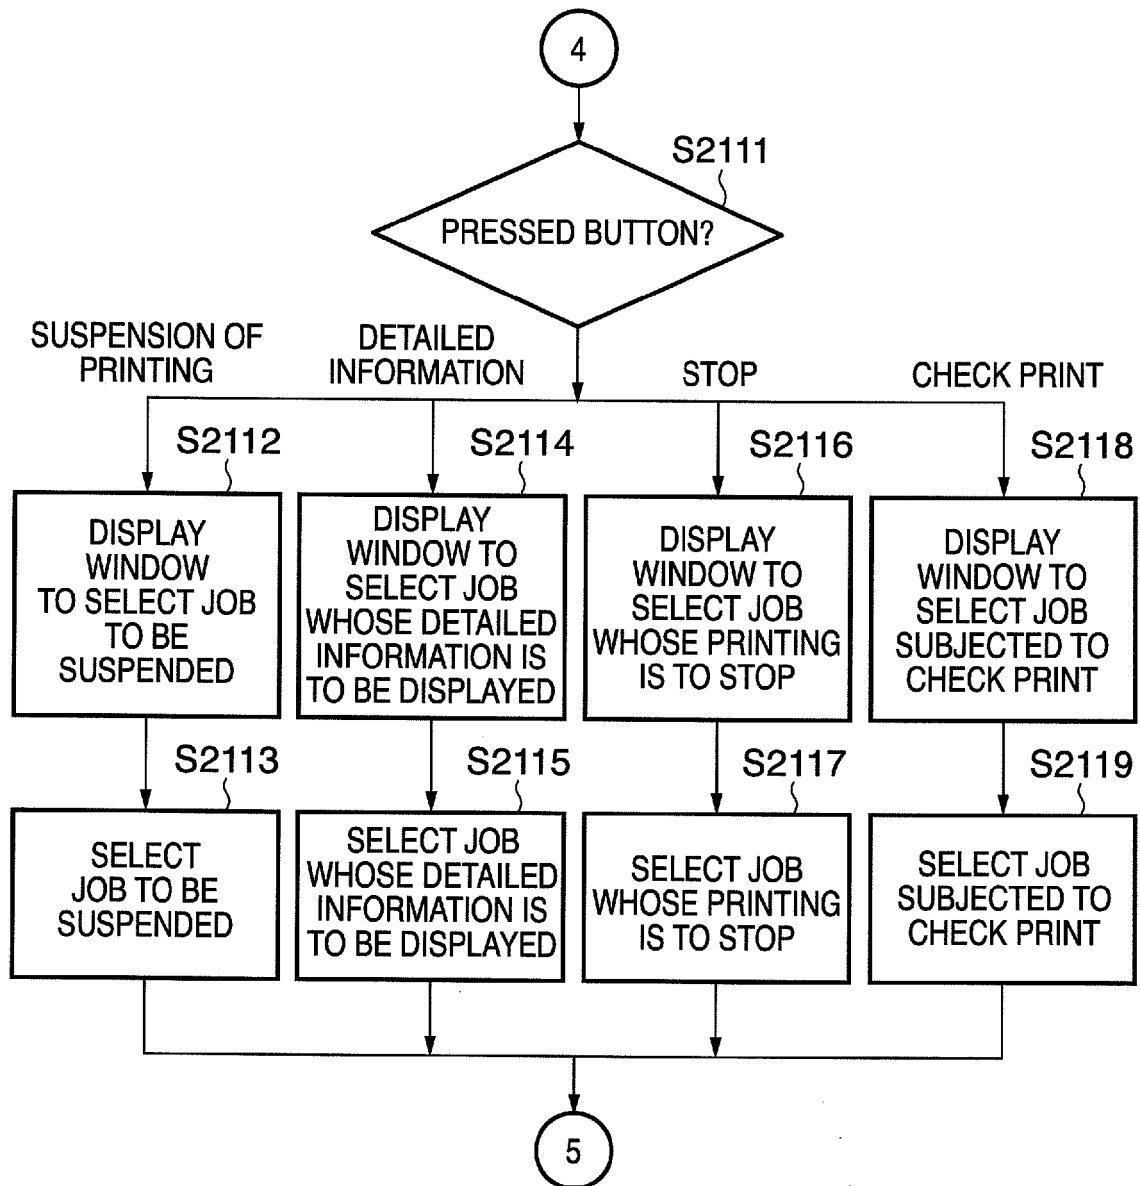 4
S2111
PRESSED BUTTON?
SUSPENSION OF
PRINTING
DETAILED
INFORMATION
STOP
CHECK PRINT
S2112
DISPLAY
WINDOW
TO SELECT JOB
TO BE
SUSPENDED
S2114
DISPLAY
WINDOW TO
SELECT JOB
WHOSE DETAILED
INFORMATION IS
TO BE DISPLAYED
S2116
DISPLAY
WINDOW TO
SELECT JOB
WHOSE PRINTING
IS TO STOP
S2118
DISPLAY
WINDOW TO
SELECT JOB
SUBJECTED TO
CHECK PRINT
S2113
SELECT
JOB TO BE
SUSPENDED
S2115
SELECT JOB
WHOSE DETAILED
INFORMATION IS
TO BE DISPLAYED
S2117
SELECT JOB
WHOSE PRINTING
IS TO STOP
S2119
SELECT JOB
SUBJECTED TO
CHECK PRINT
5